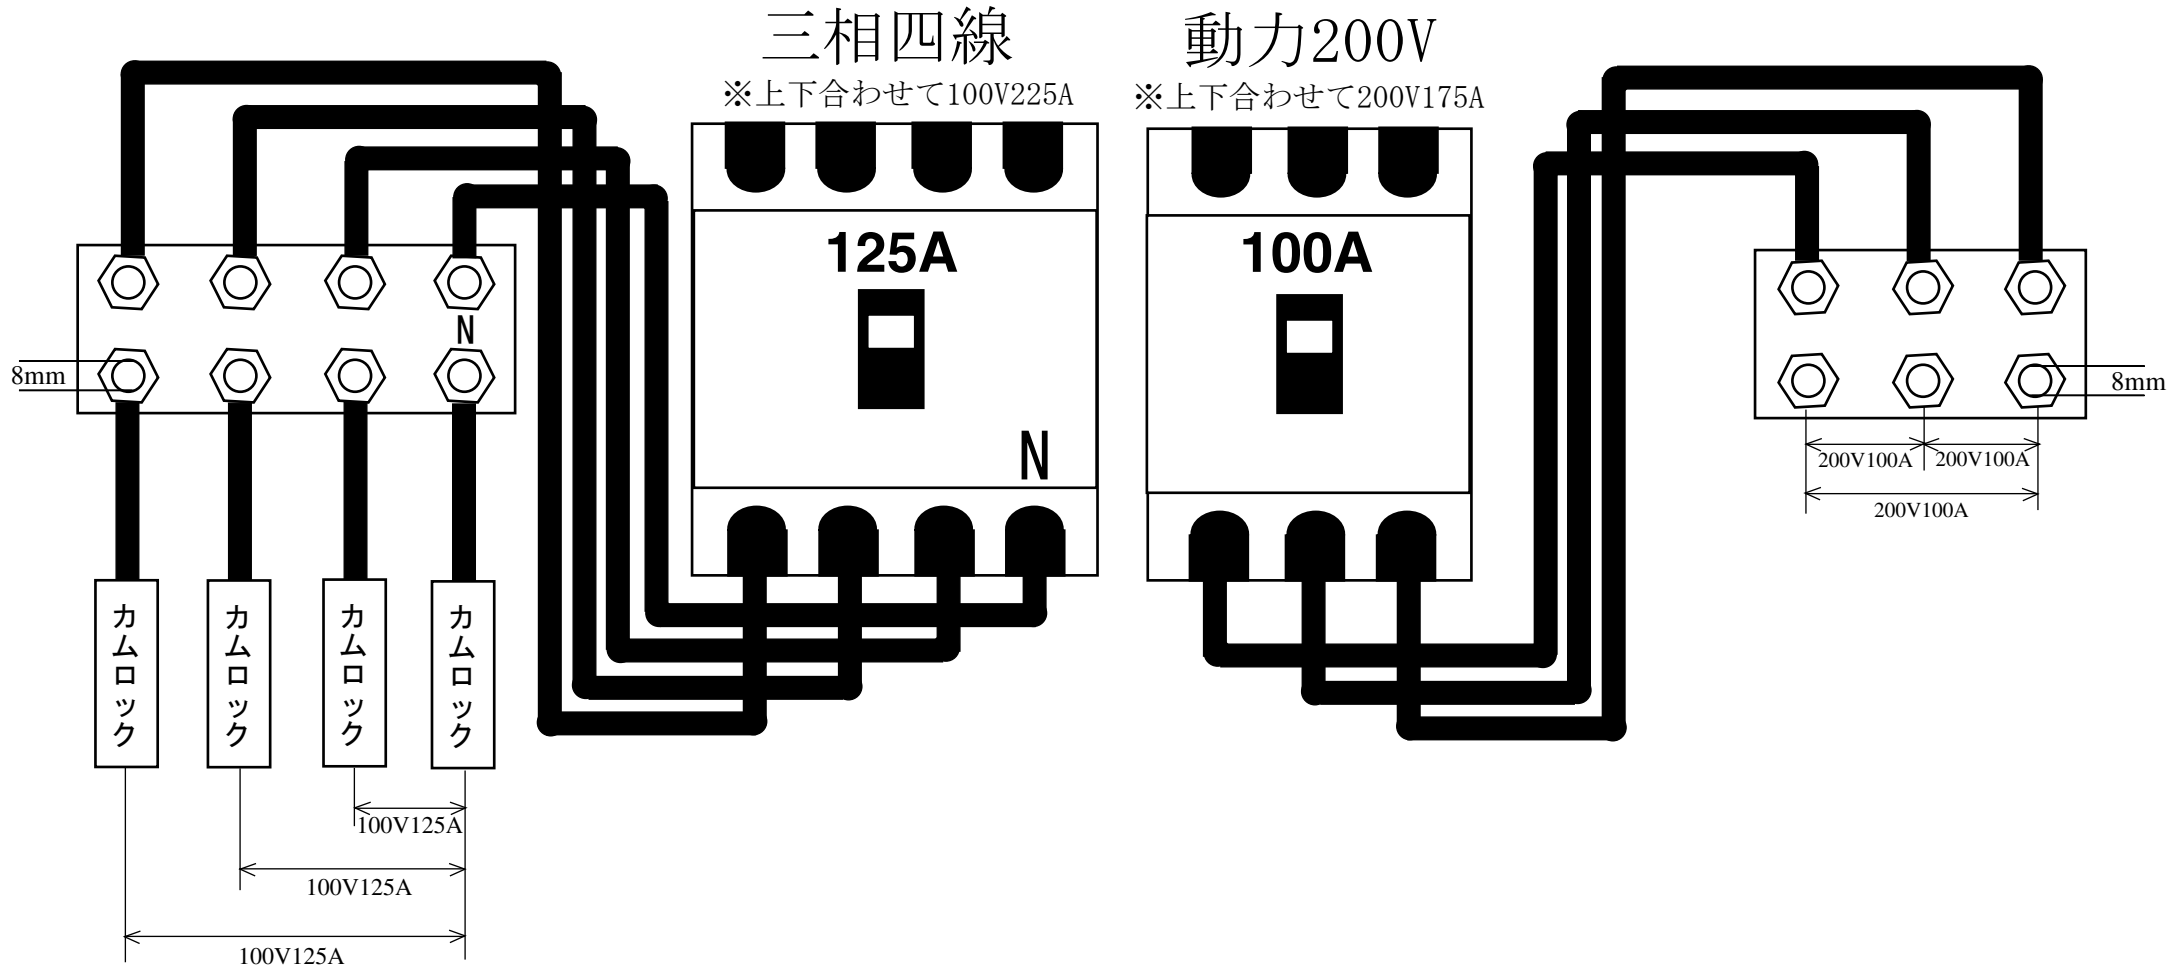 三相四線
※上下合わせて100V225A
動力200V
※上下合わせて200V175A
125A
N
100A
N
8mm
カムロック
カムロック
カムロック
カムロック
100V125A
100V125A
100V125A
8mm
200V100A
200V100A
200V100A